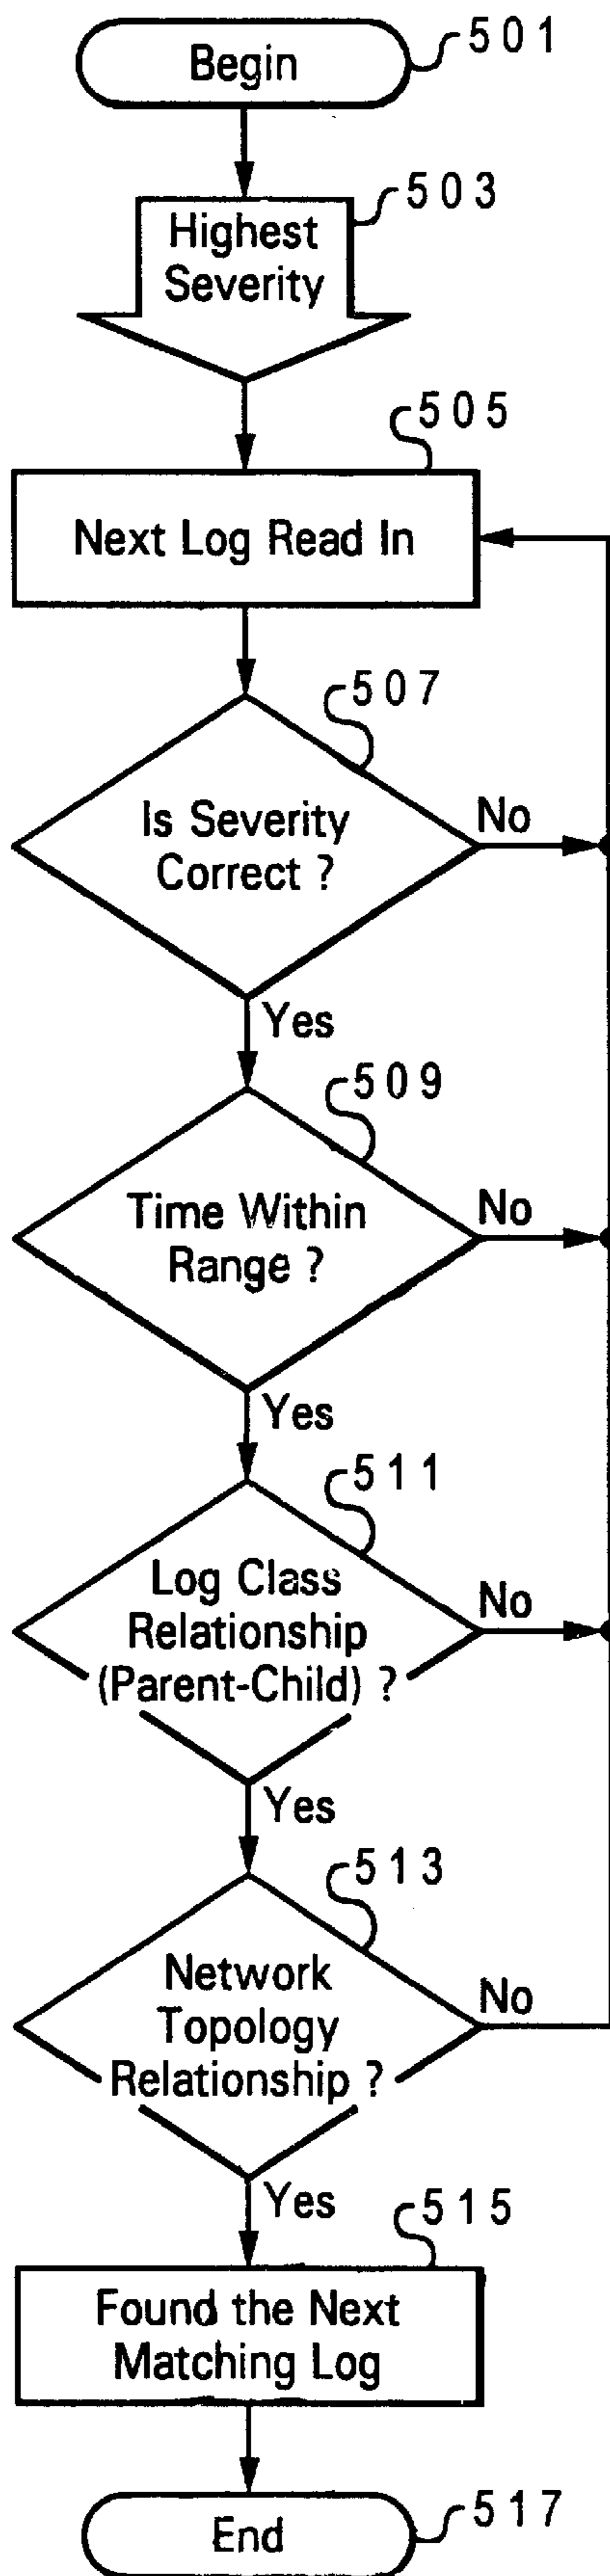 Begin
501
503
Highest
Severity
505
Next Log Read In
507
Is Severity
Correct ?
No
Yes
509
Time Within
Range ?
No
Yes
511
Log Class
Relationship
(Parent-Child) ?
No
Yes
513
Network
Topology
Relationship ?
No
Yes
515
Found the Next
Matching Log
End
517